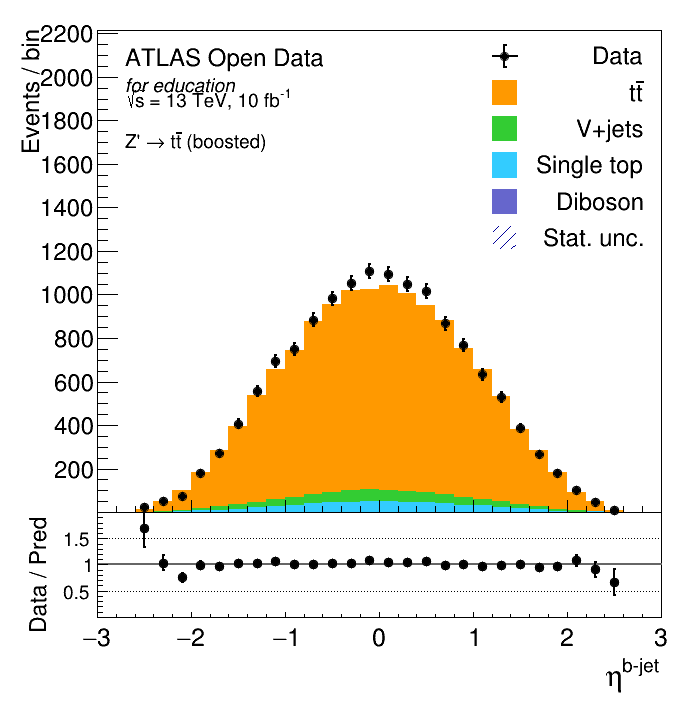 Events / bin
2200
2000
1800
1600
1400
1200
1000
800
600
400
200
ATLAS Open Data
for education
√s = 13 TeV, 10 fb⁻¹
Z' → tt̄ (boosted)
Data
tt̄
V+jets
Single top
Diboson
Stat. unc.
Data / Pred
1.5
1
0.5
−3 −2 −1 0 1 2 3
η^b-jet